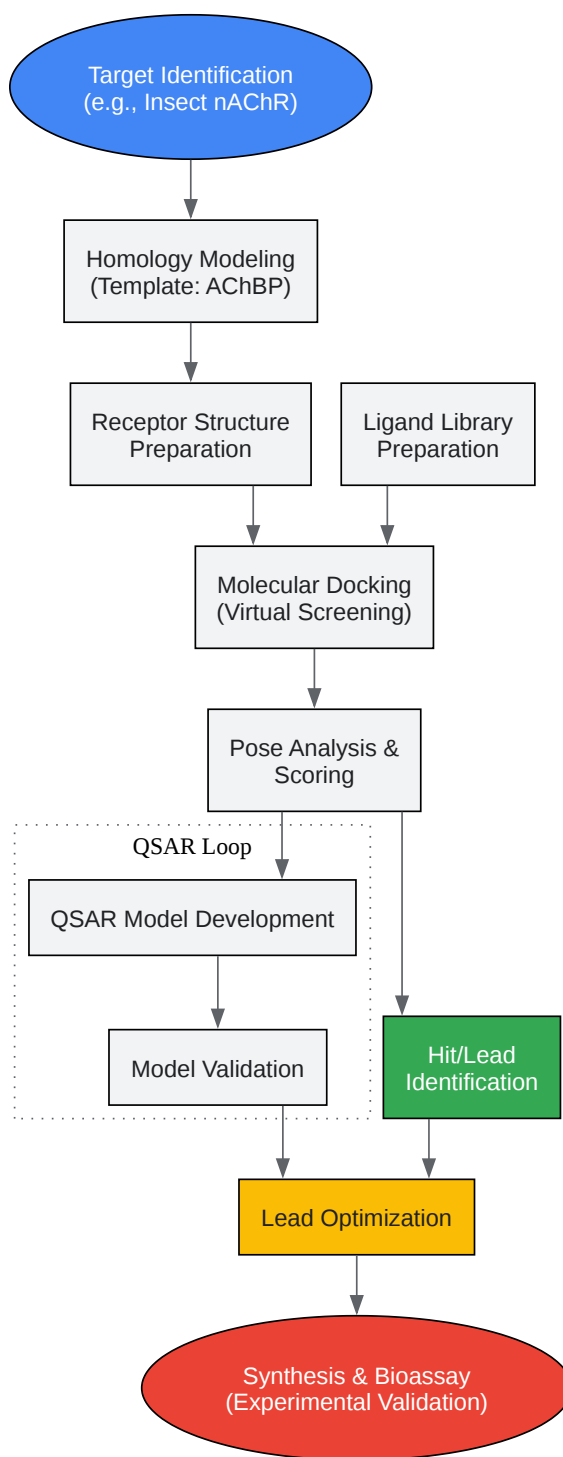 Target Identification
(e.g., Insect nAChR)
Homology Modeling
(Template: AChBP)
Receptor Structure
Preparation
Ligand Library
Preparation
Molecular Docking
(Virtual Screening)
Pose Analysis &
Scoring
QSAR Loop
QSAR Model Development
Model Validation
Hit/Lead
Identification
Lead Optimization
Synthesis & Bioassay
(Experimental Validation)